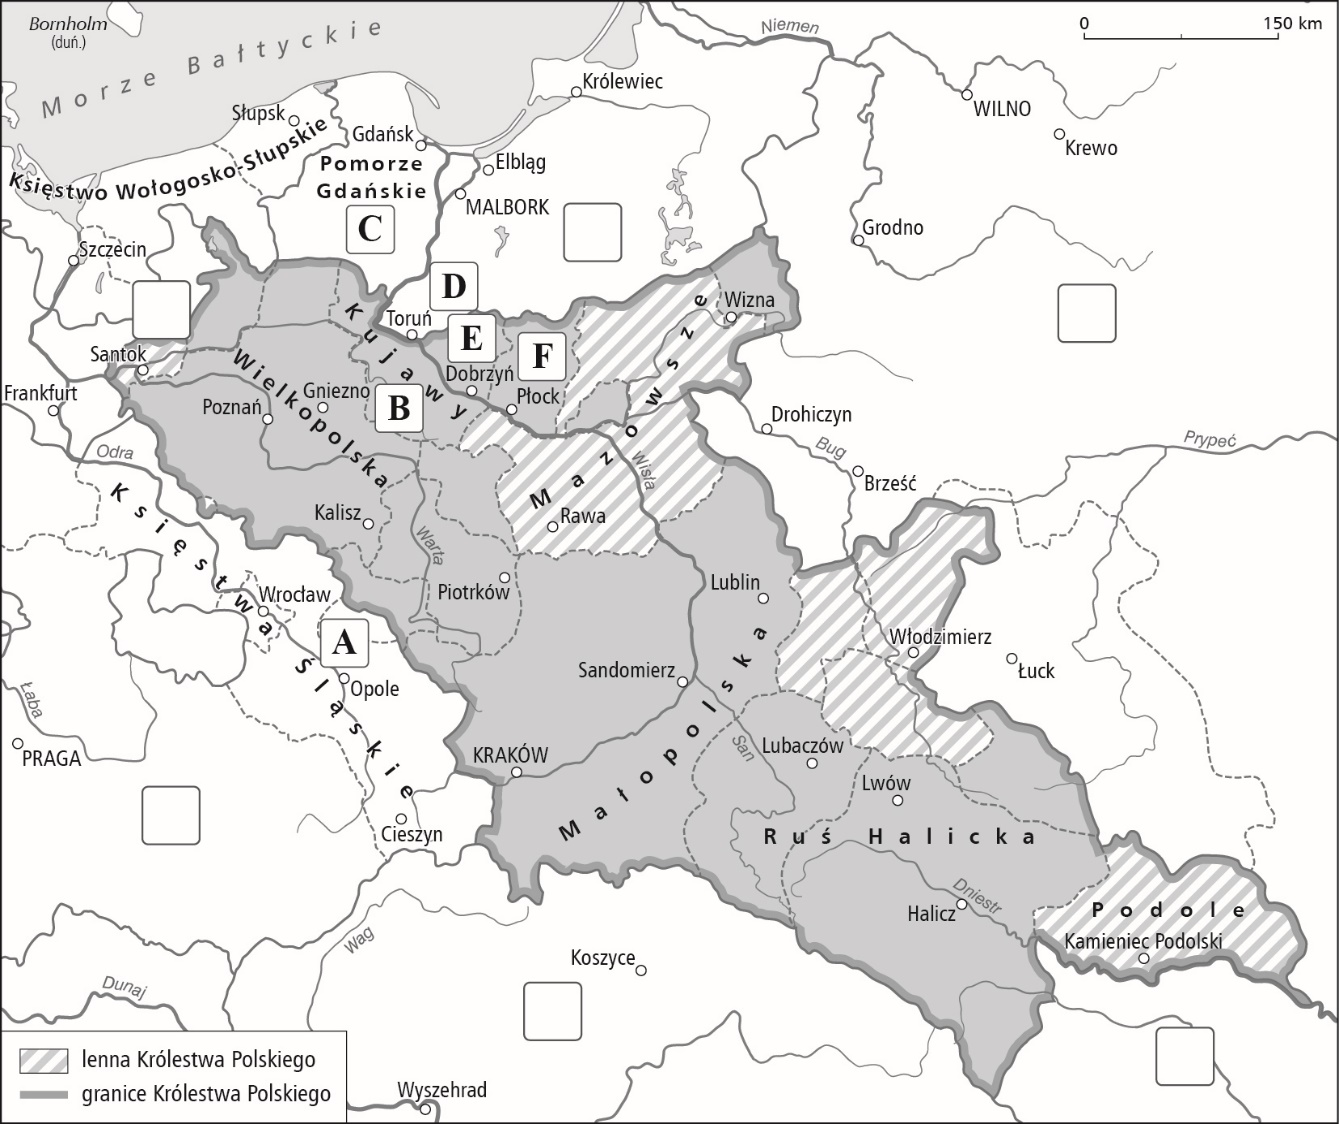 Bornholm
(duń.)
Morze Bałtyckie
Niemen
0 150 km
Królewiec
WILNO
Krewo
Słupsk
Gdańsk
Księstwo Wołogosko-Słupskie
Pomorze
Gdańskie
Elbląg
MALBORK
C
Grodno
Szczecin
D
Kujawy
Toruń
Wizna
E
F
Santok
Dobrzyń
Frankfurt
Wielkopolska
Gniezno
B
Płock
Poznań
Mazowsze
Drohiczyn
Bug
Prypeć
Odra
Wisła
Brześć
Księstwa Śląskie
Kalisz
Rawa
Warta
Lublin
Piotrków
Wrocław
A
Włodzimierz
Łuck
Opole
Sandomierz
Małopolska
Łaba
PRAGA
San
KRAKÓW
Lubaczów
Lwów
Cieszyn
Ruś Halicka
Dniestr
Halicz
Podole
Kamieniec Podolski
Wag
Koszyce
Dunaj
lenna Królestwa Polskiego
granice Królestwa Polskiego
Wyszehrad